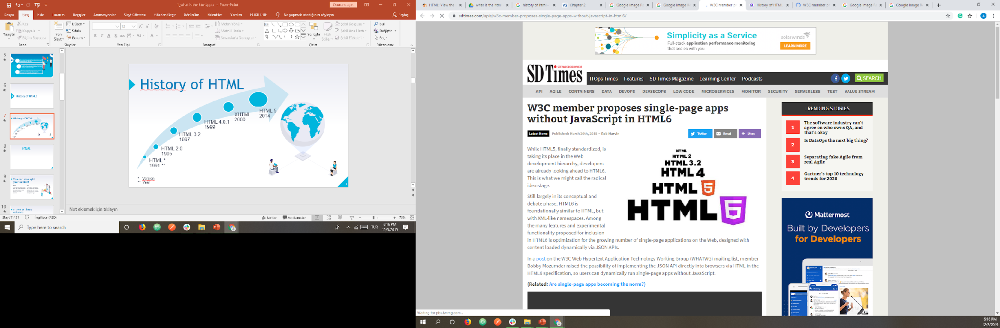 1_what is the html.pptx - PowerPoint
Oturum açın
Dosya Giriş Ekle Tasarım Geçişler Animasyonlar Slayt Gösterisi Gözden Geçir Görünüm Eklentiler Yardım FOXIT PDF Ne yapmak istediğinizi söyleyin Paylaş
Yapıştır
Kes
Kopyala
Biçim Boyacısı
Pano
Yeni
Slayt
Düzen
Sıfırla
Bölüm
Slaytlar
12
Yazı Tipi
Metin Yönü
Metni Hizala
SmartArt'a Dönüştür
Paragraf
Yerleştir
Hızlı
Stiller
Şekil Dolgusu
Şekil Ana Hattı
Şekil Efektleri
Çizim
Bul
Değiştir
Seç
Düzenleme
5
6
History of HTML?
7
History of HTML
8
HTML
9
You can also split
your content
10
In two or three
columns
History of HTML
HTML 5
2014
XHTML
2000
HTML 4.0.1
1999
HTML 3.2
1997
HTML 2.0
1995
HTML *
1991 **
* Version
** Year
7
Not eklemek için tıklayın
Slayt 7 / 31 İngilizce (ABD) Notlar Açıklamalar 75%
Type here to search
TUR
6:16 PM
12/3/2019
HTML: View the
what is the htm
history of html -
Chapter 2
Google Image Re
Google Image Re
W3C member pr
History of HTML
W3C member pr
Google Image Re
Google Image Re
sdtimes.com/apis/w3c-member-proposes-single-page-apps-without-javascript-in-html6/
Simplicity as a Service
Full-stack application performance monitoring
that scales with you
solarwinds
LEARN MORE
SD Times
SOFTWARE DEVELOPMENT
ITOps Times Features SD Times Magazine Learning Center Podcasts
SEARCH
API AGILE CONTAINERS DATA DEVOPS DEVSECOPS LOW CODE MICROSERVICES MONITOR SECURITY SERVERLESS TEST VALUE STREAM
W3C member proposes single-page apps
without JavaScript in HTML6
Latest News Published: March 20th, 2015 - Rob Marvin
Twitter Email More
While HTML5, finally standardized, is
taking its place in the Web
development hierarchy, developers
are already looking ahead to HTML6.
This is what we might call the radical
idea stage.
Still largely in its conceptual and
debate phase, HTML6 is
foundationally similar to HTML, but
with XML-like namespaces. Among
the many features and experimental
functionality proposed for inclusion
in HTML6 is optimization for the growing number of single-page applications on the Web, designed with
content loaded dynamically via JSON APIs.
HTML
HTML 2
HTML 3.2
HTML 4
HTML 5
HTML 6
In a post on the W3C Web Hypertext Application Technology Working Group (WHATWG) mailing list, member
Bobby Mozumder raised the possibility of implementing the JSON API directly into browsers via HTML in the
HTML6 specification, so users can dynamically run single-page apps without JavaScript.
(Related: Are single-page apps becoming the norm?)
TRENDING STORIES
1
The software industry can't
agree on who owns QA, and
that's okay
2
Is DataOps the next big thing?
3
Separating fake Agile from
real Agile
4
Gartner's top 10 technology
trends for 2020
Mattermost
Built by Developers
for Developers
Waiting for pbs.twimg.com...
6:16 PM
12/3/2019